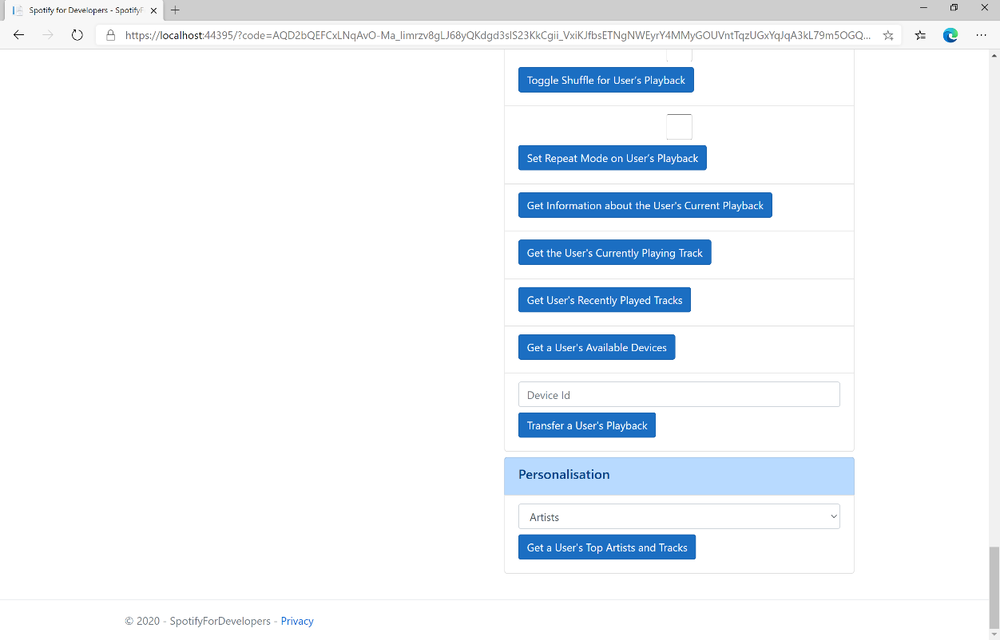 Spotify for Developers - SpotifyF
https://localhost:44395/?code=AQD2bQEFCxLNqAvO-Ma_limrzv8gLJ68yQKdgd3sIS23KkCgii_VxiKJfbsETNgNWEyrY4MMyGOUVntTqzUGxYqJqA3kL79m5OGQ...
Toggle Shuffle for User's Playback
Set Repeat Mode on User's Playback
Get Information about the User's Current Playback
Get the User's Currently Playing Track
Get User's Recently Played Tracks
Get a User's Available Devices
Device Id
Transfer a User's Playback
Personalisation
Artists
Get a User's Top Artists and Tracks
© 2020 - SpotifyForDevelopers - Privacy